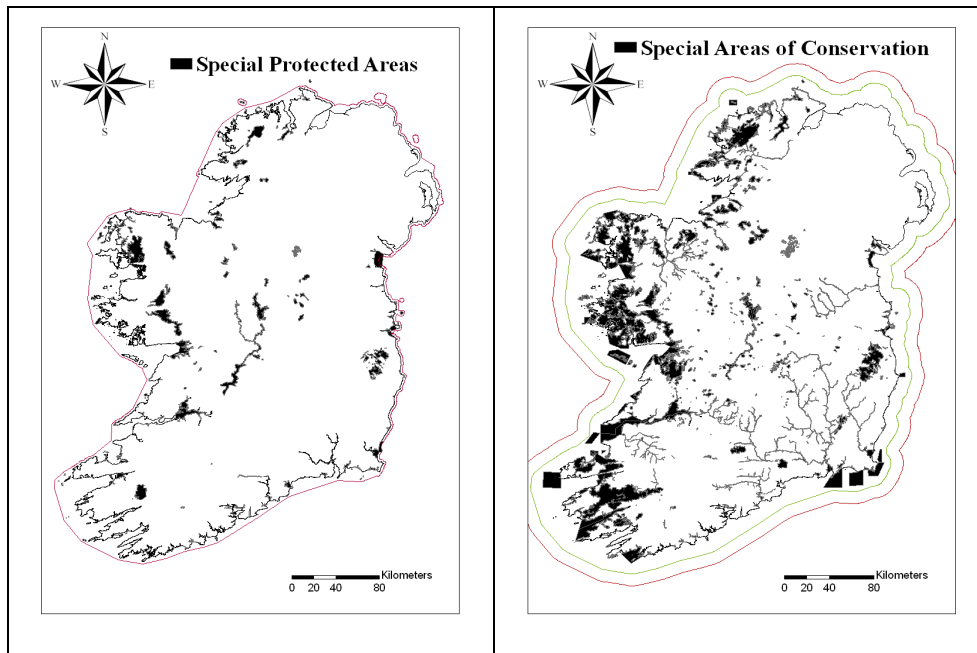 N
W E
S
Special Protected Areas
Kilometers
0 20 40 80
N
W E
S
Special Areas of Conservation
Kilometers
0 20 40 80